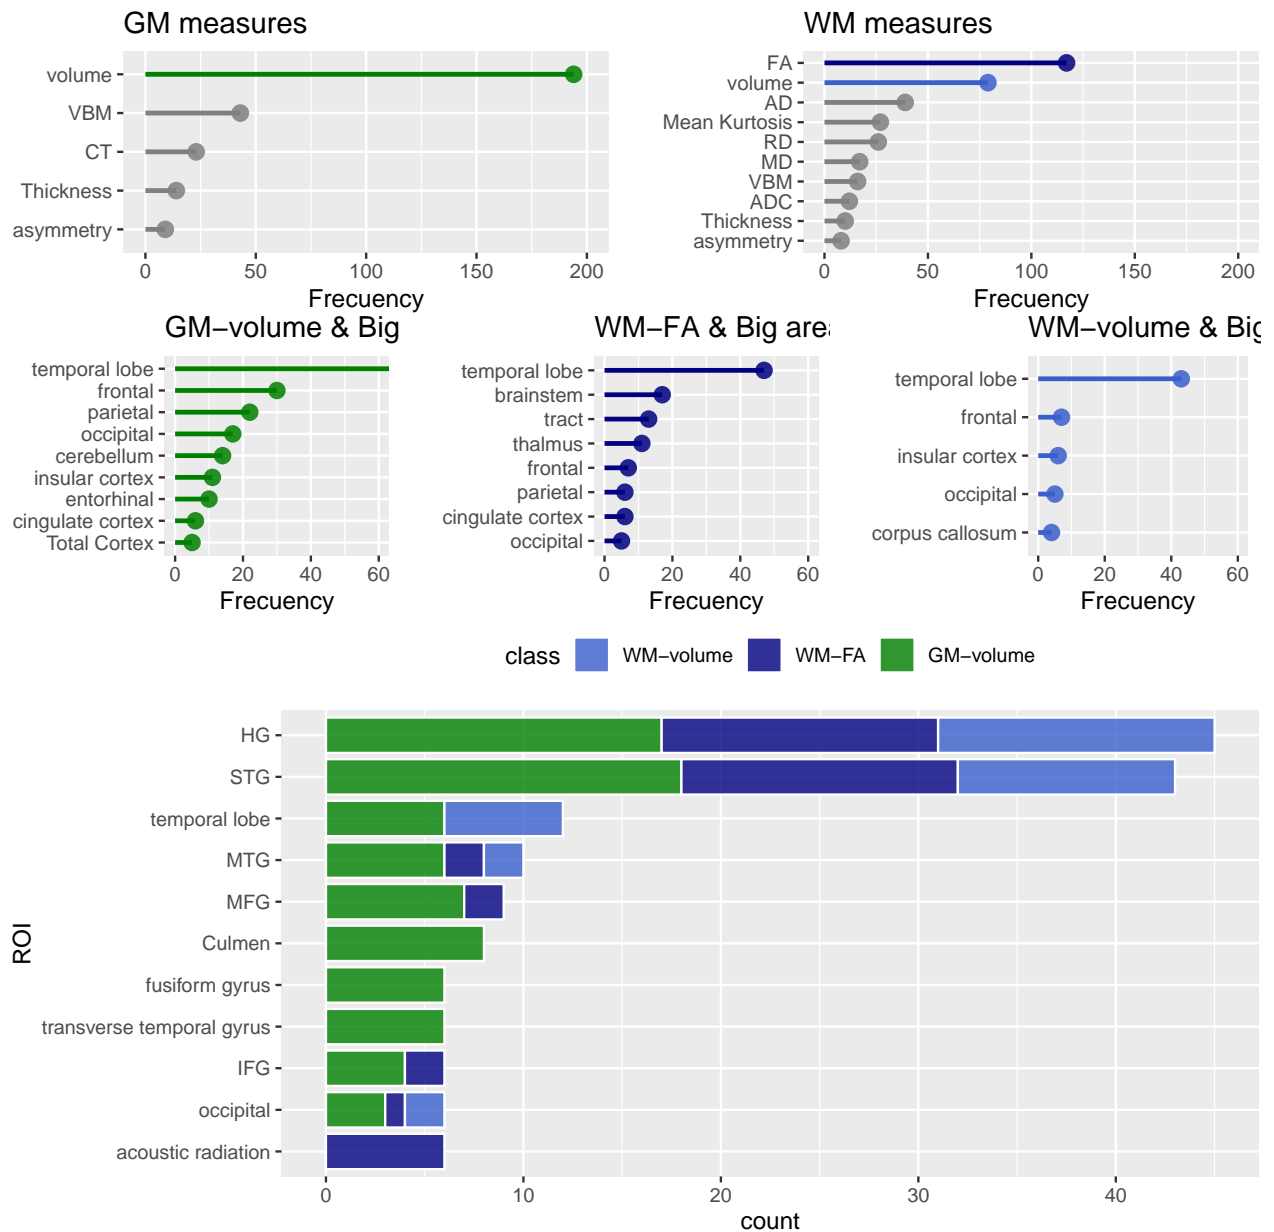 GM measures
volume
VBM
CT
Thickness
asymmetry
0 50 100 150 200
Frecuency
WM measures
FA
volume
AD
Mean Kurtosis
RD
MD
VBM
ADC
Thickness
asymmetry
0 50 100 150 200
Frecuency
GM−volume & Big
temporal lobe
frontal
parietal
occipital
cerebellum
insular cortex
entorhinal
cingulate cortex
Total Cortex
0 20 40 60
Frecuency
WM−FA & Big area
temporal lobe
brainstem
tract
thalmus
frontal
parietal
cingulate cortex
occipital
0 20 40 60
Frecuency
WM−volume & Big
temporal lobe
frontal
insular cortex
occipital
corpus callosum
0 20 40 60
Frecuency
class WM−volume WM−FA GM−volume
ROI
HG
STG
temporal lobe
MTG
MFG
Culmen
fusiform gyrus
transverse temporal gyrus
IFG
occipital
acoustic radiation
0 10 20 30 40
count